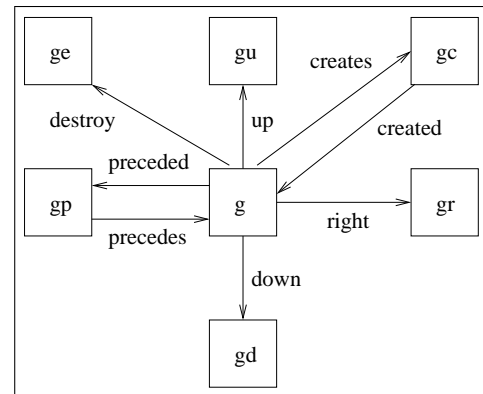 ge gu gc
creates
destroy up created
preceded
gp g gr
precedes right
down
gd